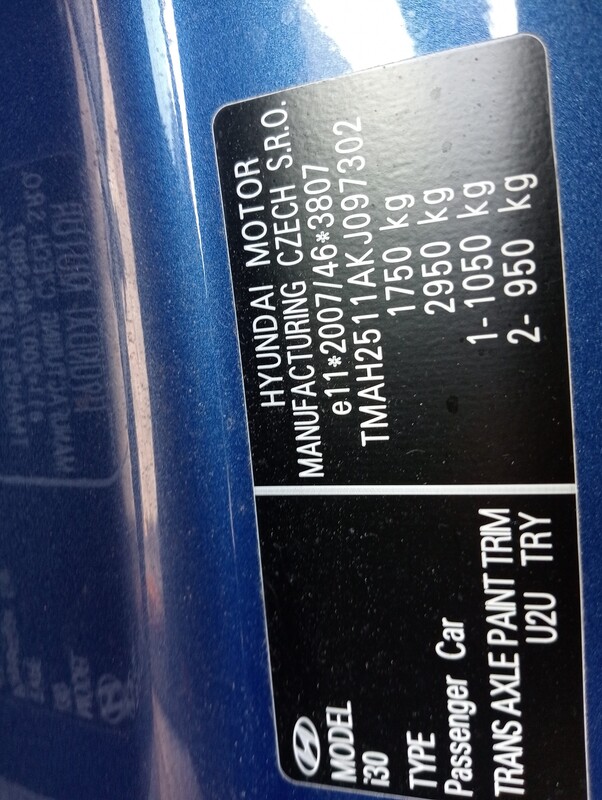 HYUNDAI MOTOR
MANUFACTURING CZECH S.R.O.
e11*2007/46*3807
TMAH2511AKJ097302
1750 kg
2950 kg
1- 1050 kg
2- 950 kg
MODEL
i30
TYPE
Passenger Car
TRANS AXLE PAINT TRIM
U2U TRY